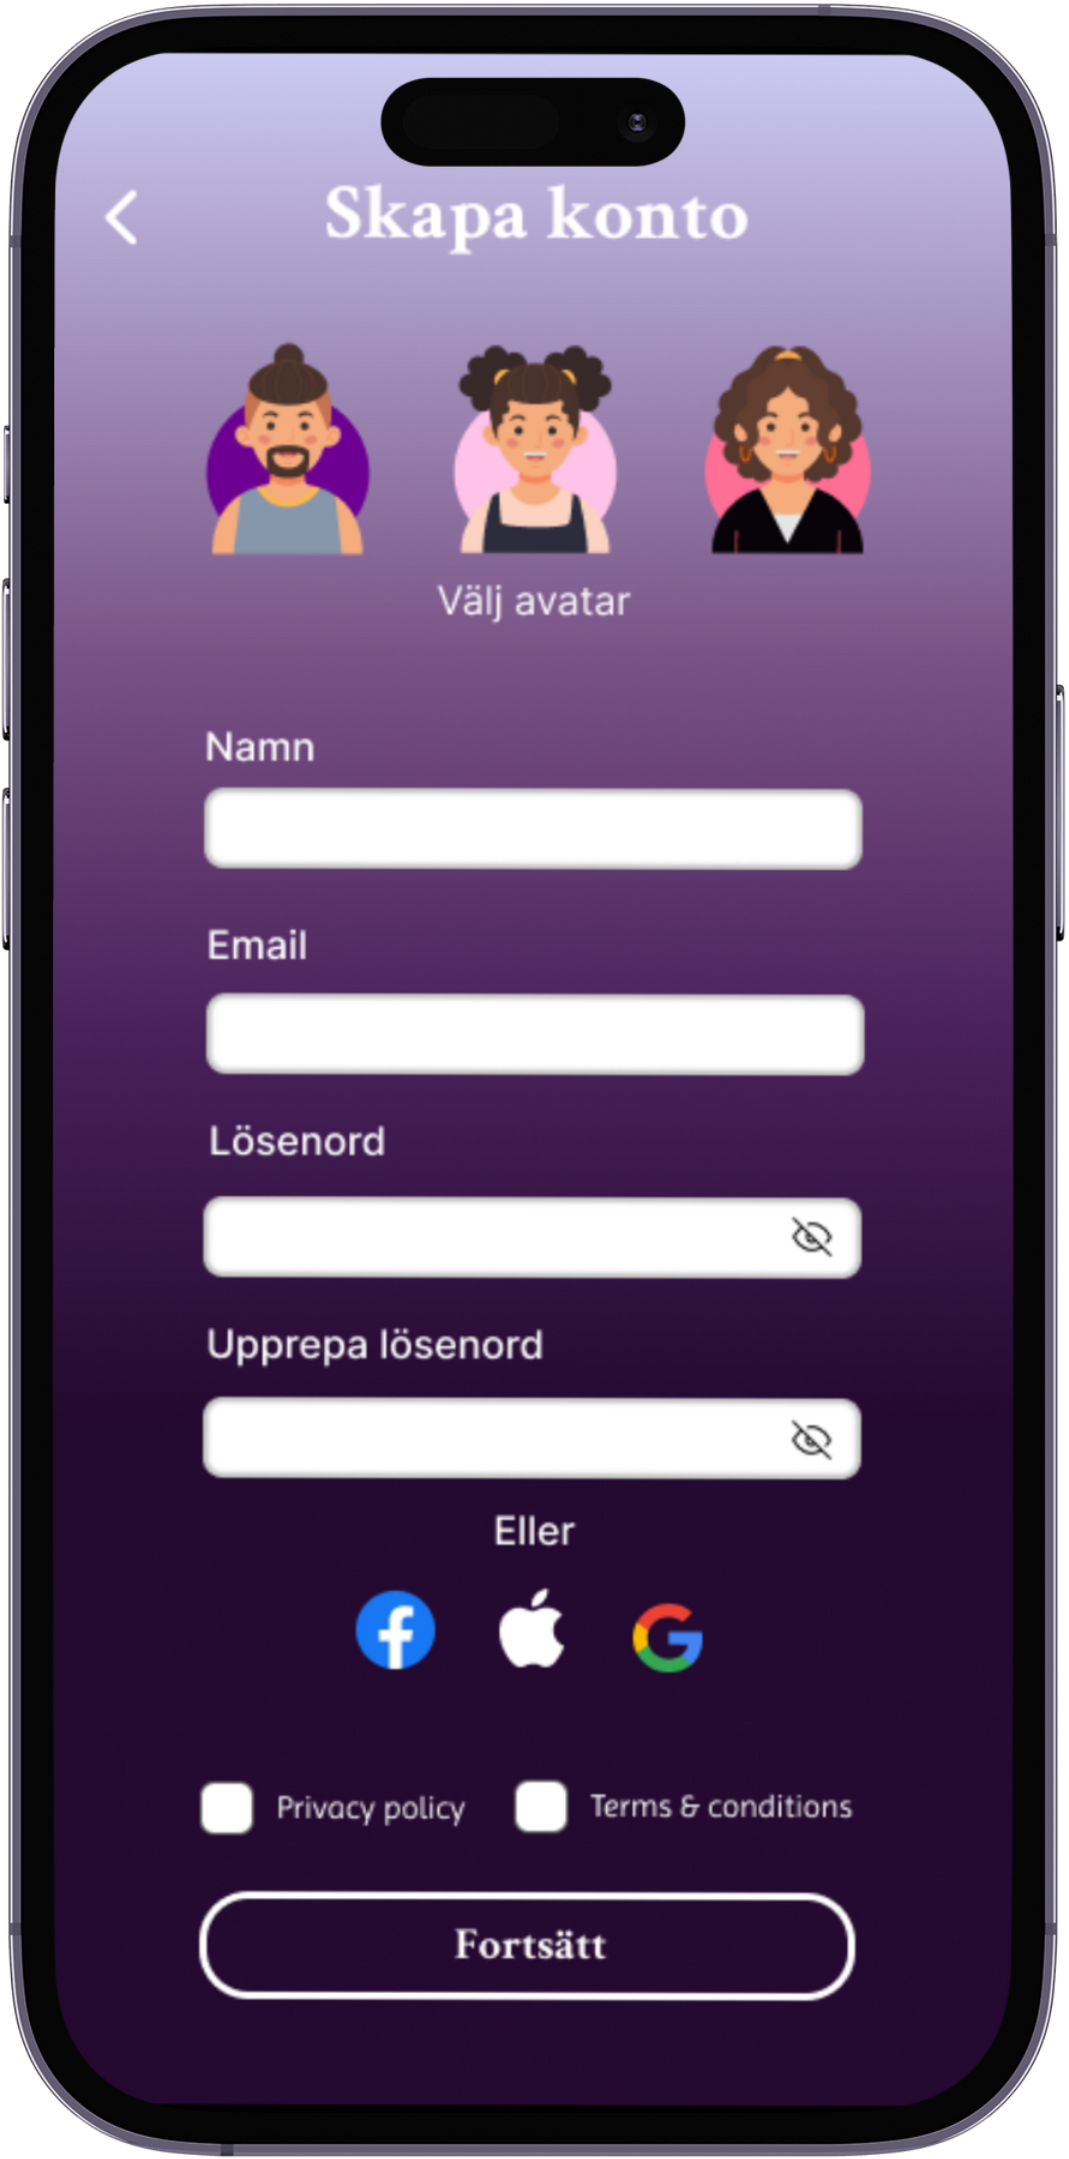 Skapa konto
Välj avatar
Namn
Email
Lösenord
Upprepa lösenord
Eller
Privacy policy
Terms & conditions
Fortsätt